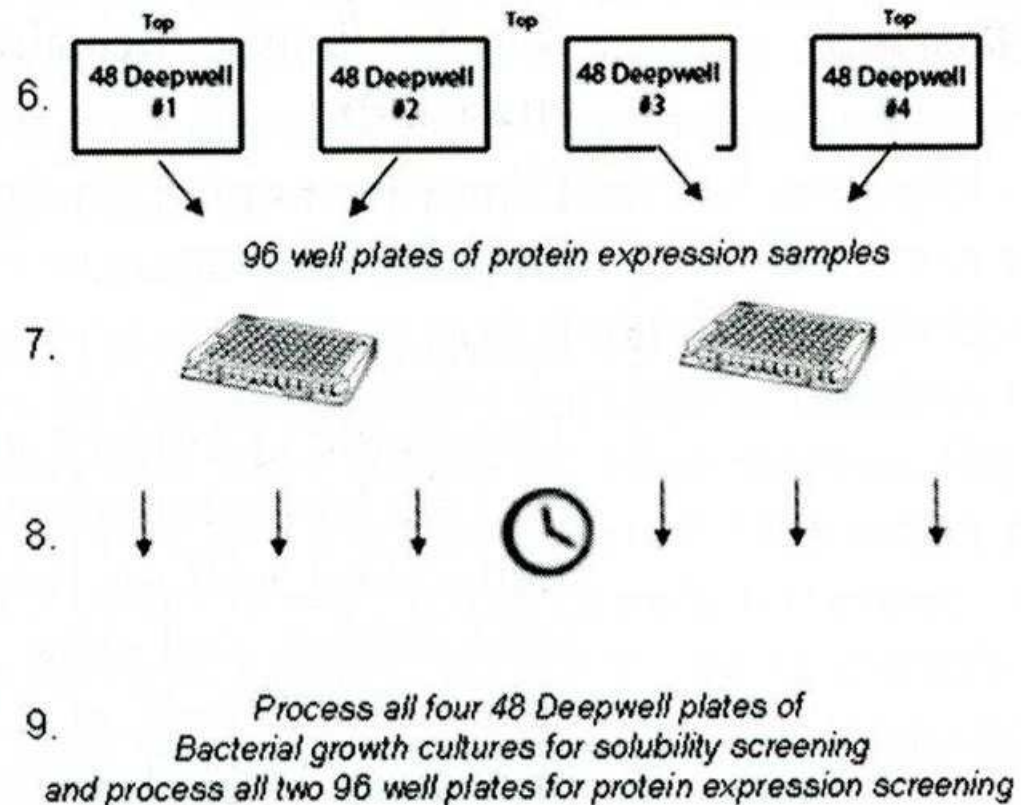 Top Top Top
6. 48 Deepwell #1 48 Deepwell #2 48 Deepwell #3 48 Deepwell #4
96 well plates of protein expression samples
7.
8.
9. Process all four 48 Deepwell plates of
Bacterial growth cultures for solubility screening
and process all two 96 well plates for protein expression screening